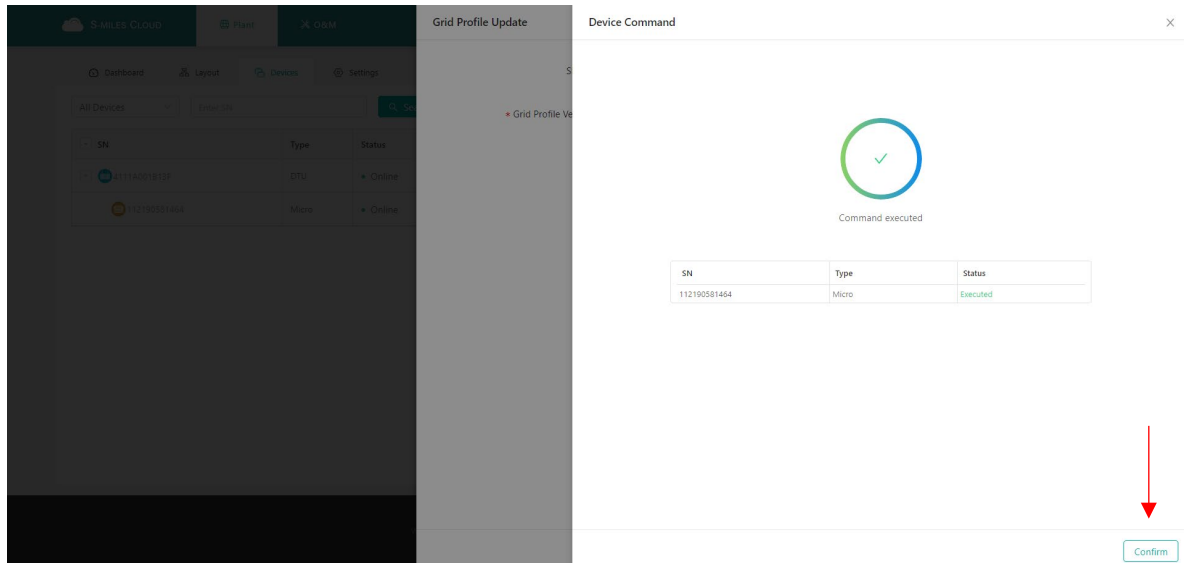 S-MILES CLOUD
Plant
O&M
Grid Profile Update
Device Command
Dashboard
Layout
Devices
Settings
All Devices
Enter SN
* Grid Profile Ve
SN
Type
Status
DTU
Online
Micro
Online
Command executed
SN
Type
Status
112190581464
Micro
Executed
Confirm